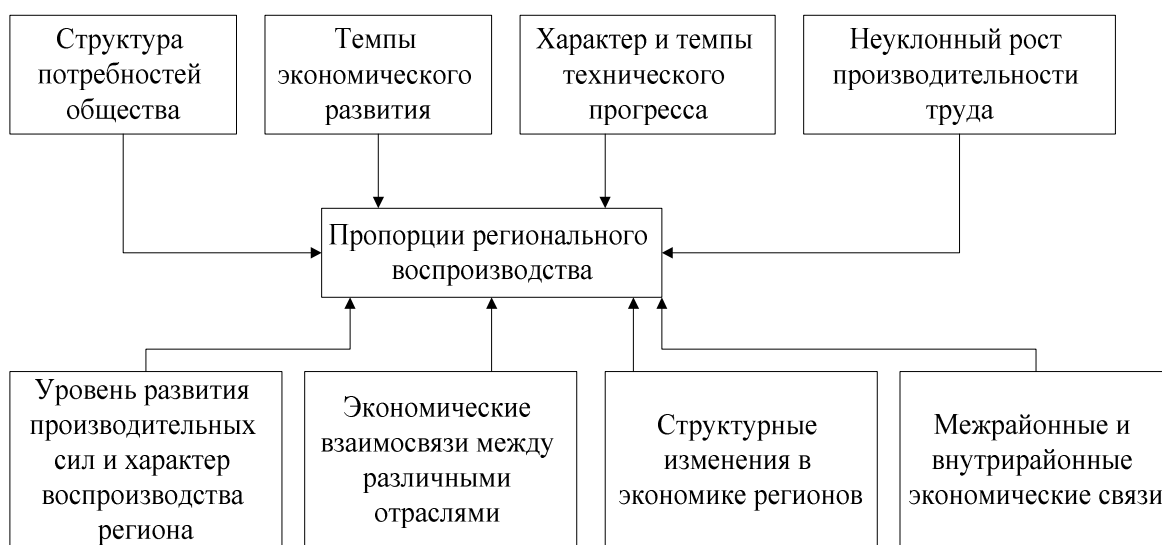 Структура
потребностей
общества
Темпы
экономического
развития
Характер и темпы
технического
прогресса
Неуклонный рост
производительности
труда
Пропорции регионального
воспроизводства
Уровень развития
производительных
сил и характер
воспроизводства
региона
Экономические
взаимосвязи между
различными
отраслями
Структурные
изменения в
экономике регионов
Межрайонные и
внутрирайонные
экономические связи